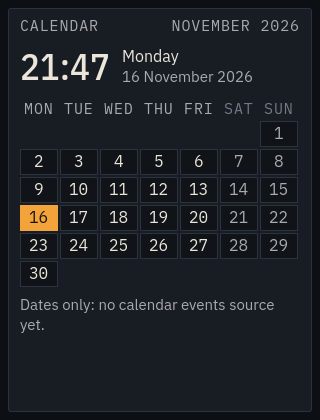 CALENDAR NOVEMBER 2026
21:47 Monday
16 November 2026
MON TUE WED THU FRI SAT SUN
1
2 3 4 5 6 7 8
9 10 11 12 13 14 15
16 17 18 19 20 21 22
23 24 25 26 27 28 29
30
Dates only: no calendar events source
yet.